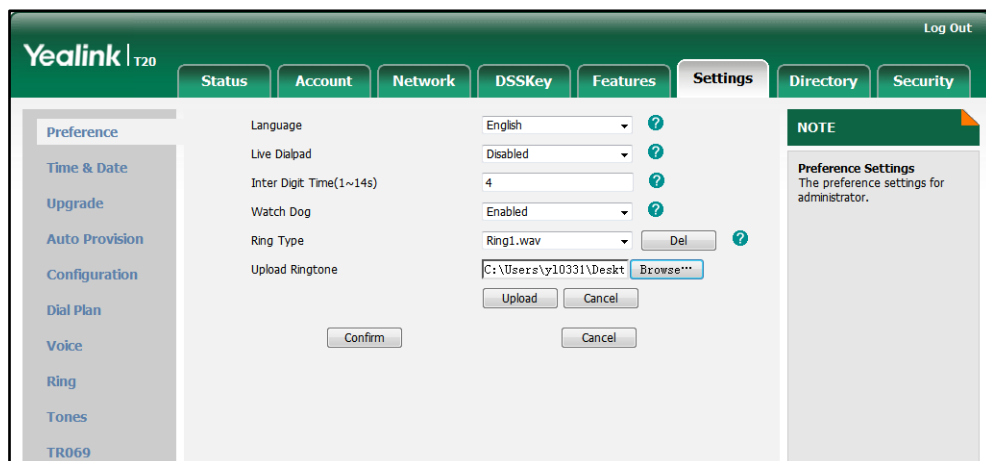 Log Out
Yealink | T20
Status Account Network DSSKey Features Settings Directory Security
Preference
Time & Date
Upgrade
Auto Provision
Configuration
Dial Plan
Voice
Ring
Tones
TR069
Language English ?
Live Dialpad Disabled ?
Inter Digit Time(1~14s) 4 ?
Watch Dog Enabled ?
Ring Type Ring1.wav Del ?
Upload Ringtone C:\Users\yl0331\Deskt Browse···
Upload Cancel
Confirm Cancel
NOTE
Preference Settings
The preference settings for
administrator.